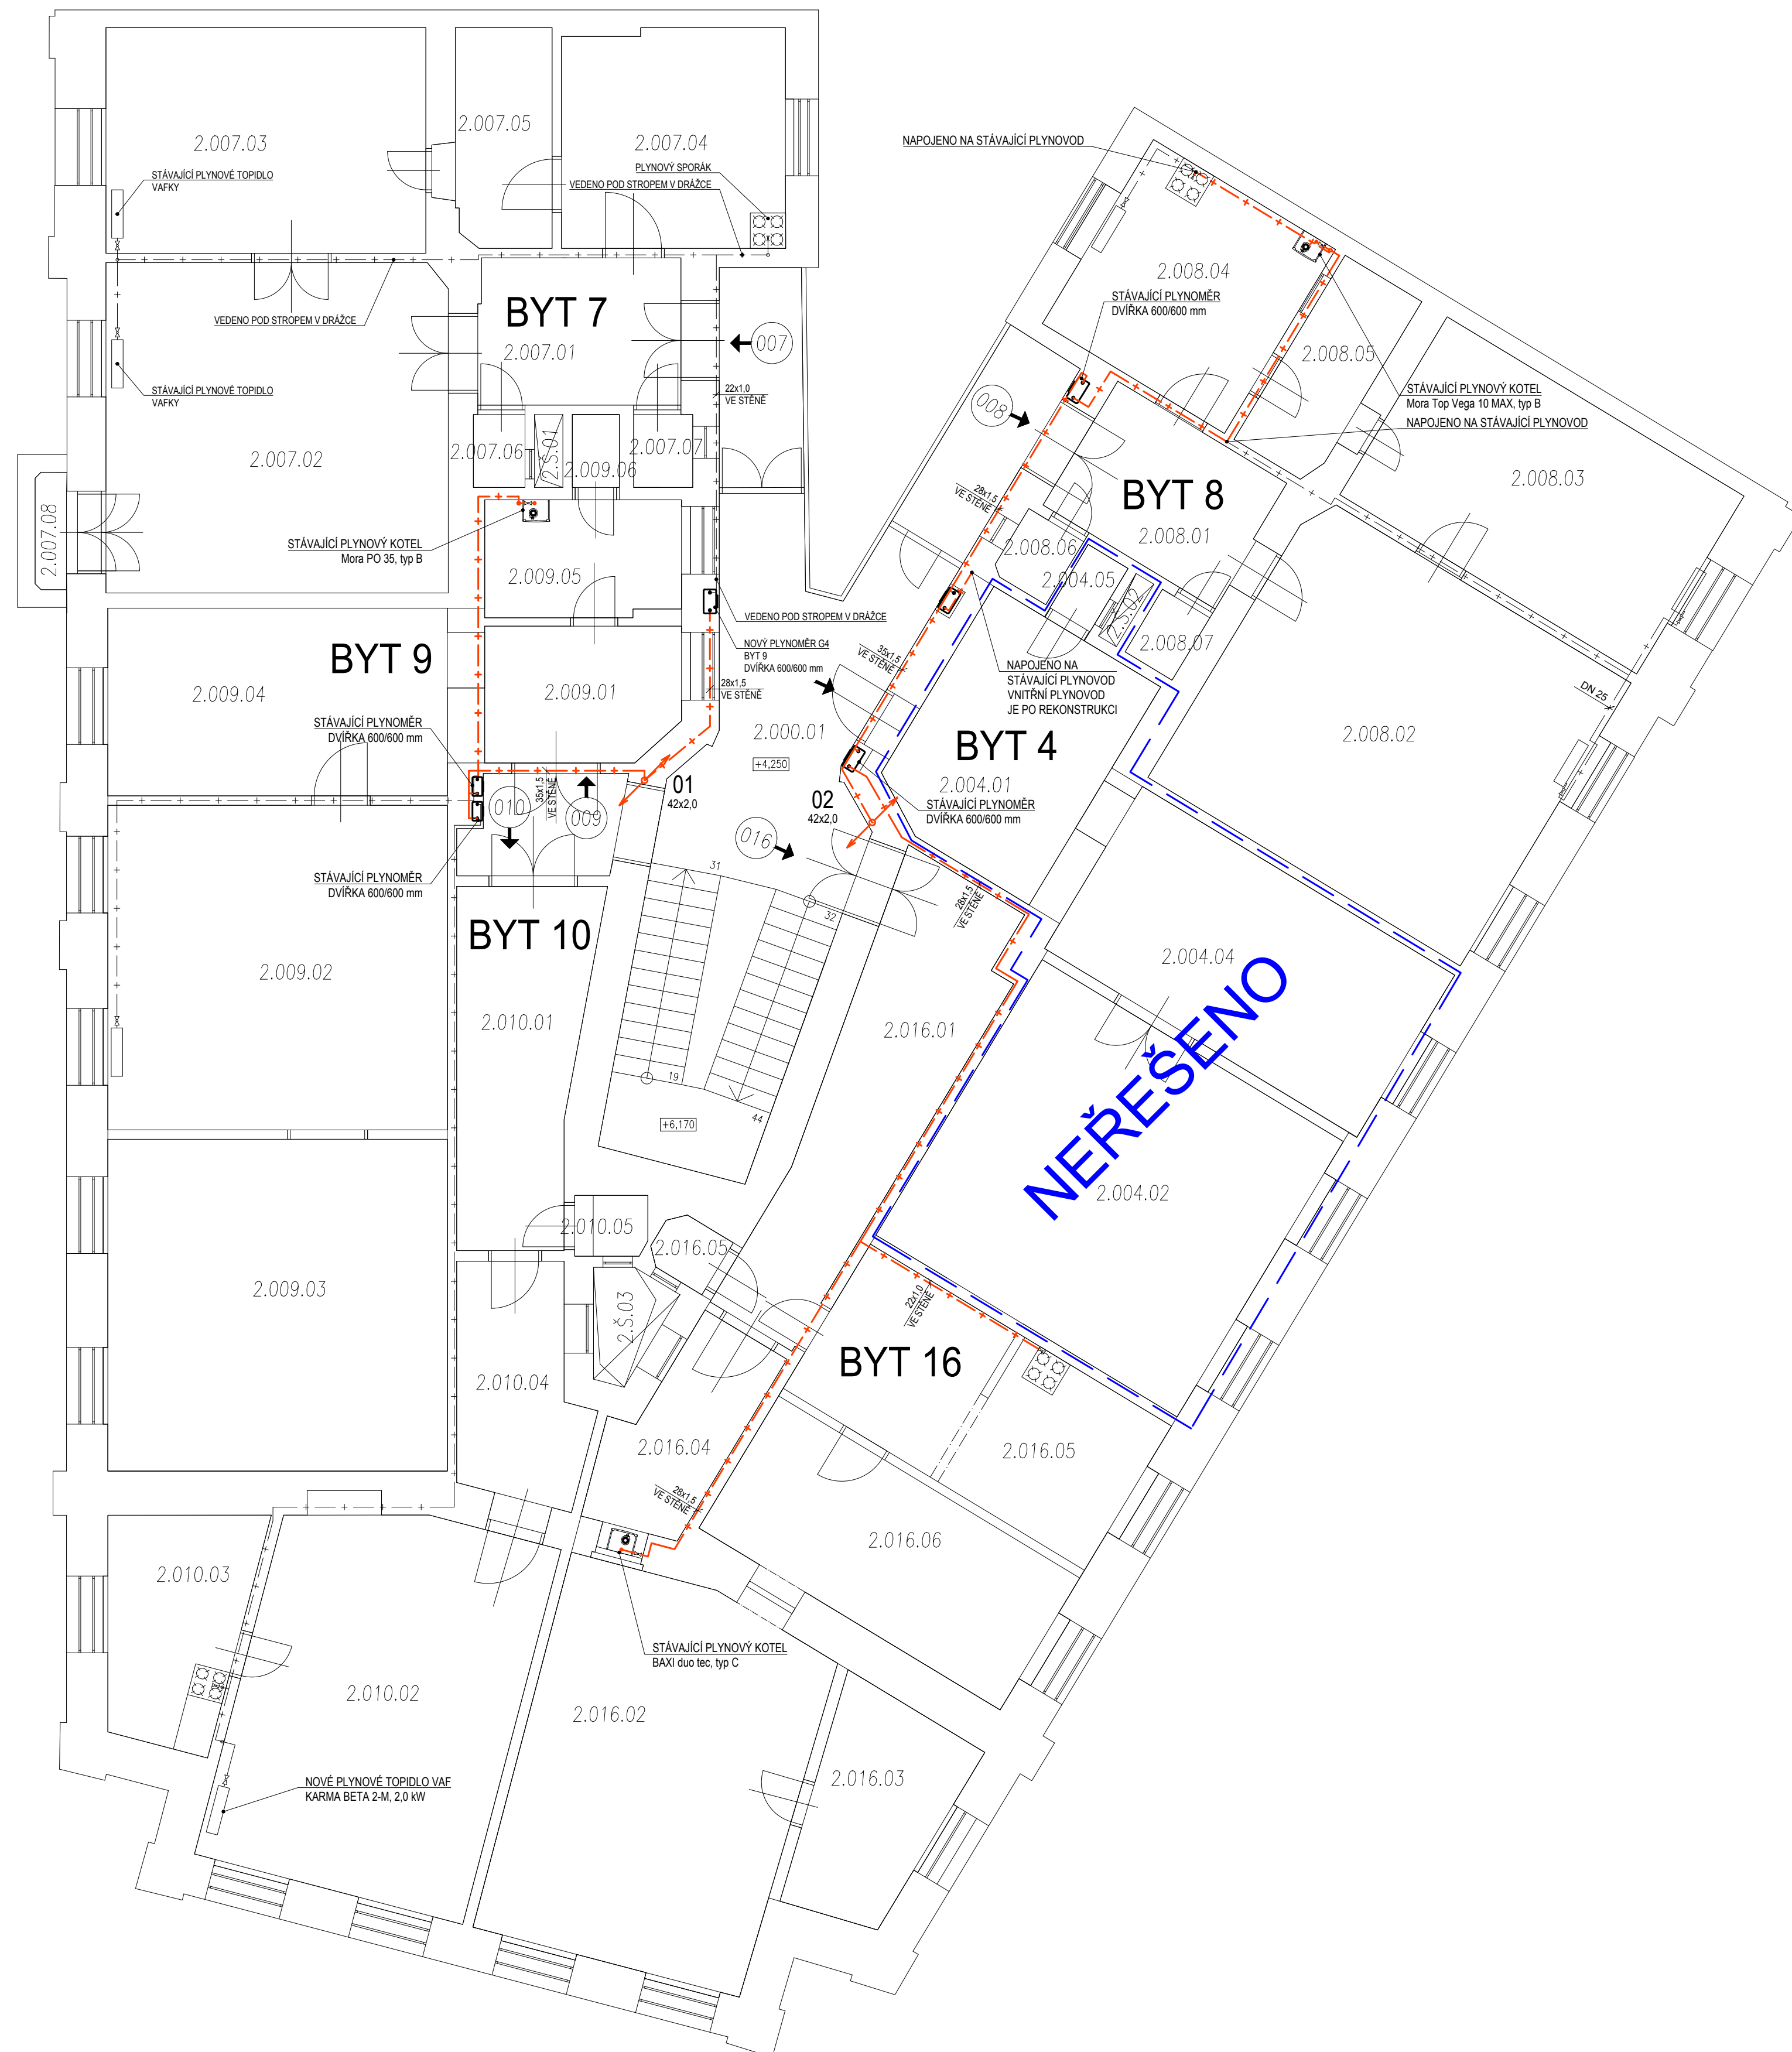 2.007.03
2.007.05
2.007.04
STÁVAJÍCÍ PLYNOVÉ TOPIDLO
VAFKY
PLYNOVÝ SPORÁK
VEDENO POD STROPEM V DRÁŽCE
NAPOJENO NA STÁVAJÍCÍ PLYNOVOD
2.008.04
STÁVAJÍCÍ PLYNOMĚR
DVÍŘKA 600/600 mm
BYT 7
2.007.01
VEDENO POD STROPEM V DRÁŽCE
007
2.008.05
STÁVAJÍCÍ PLYNOVÉ TOPIDLO
VAFKY
22x1,0
VE STĚNĚ
008
STÁVAJÍCÍ PLYNOVÝ KOTEL
Mora Top Vega 10 MAX, typ B
NAPOJENO NA STÁVAJÍCÍ PLYNOVOD
2.007.02
2.007.06
2.Š.01
2.009.06
2.007.07
2.008.03
BYT 8
28x1,5
VE STĚNĚ
2.007.08
STÁVAJÍCÍ PLYNOVÝ KOTEL
Mora PO 35, typ B
2.009.05
2.008.06
2.008.01
2.004.05
2.Š.02
2.008.07
VEDENO POD STROPEM V DRÁŽCE
NOVÝ PLYNOMĚR G4
BYT 9
DVÍŘKA 600/600 mm
28x1,5
VE STĚNĚ
35x1,5
VE STĚNĚ
NAPOJENO NA
STÁVAJÍCÍ PLYNOVOD
VNITŘNÍ PLYNOVOD
JE PO REKONSTRUKCI
BYT 9
2.009.04
2.009.01
DN 25
STÁVAJÍCÍ PLYNOMĚR
DVÍŘKA 600/600 mm
2.000.01
+4,250
BYT 4
2.008.02
2.004.01
STÁVAJÍCÍ PLYNOMĚR
DVÍŘKA 600/600 mm
01
42x2,0
02
42x2,0
35x1,5
VE STĚNĚ
010
009
016
STÁVAJÍCÍ PLYNOMĚR
DVÍŘKA 600/600 mm
31
32
28x1,5
VE STĚNĚ
BYT 10
2.009.02
2.004.04
NEŘEŠENO
2.010.01
2.016.01
19
44
+6,170
2.004.02
2.010.05
2.016.05
2.009.03
2.Š.03
22x1,0
VE STĚNĚ
BYT 16
2.010.04
2.016.04
2.016.05
28x1,5
VE STĚNĚ
2.016.06
2.010.03
STÁVAJÍCÍ PLYNOVÝ KOTEL
BAXI duo tec, typ C
2.010.02
2.016.02
2.016.03
NOVÉ PLYNOVÉ TOPIDLO VAF
KARMA BETA 2-M, 2,0 kW